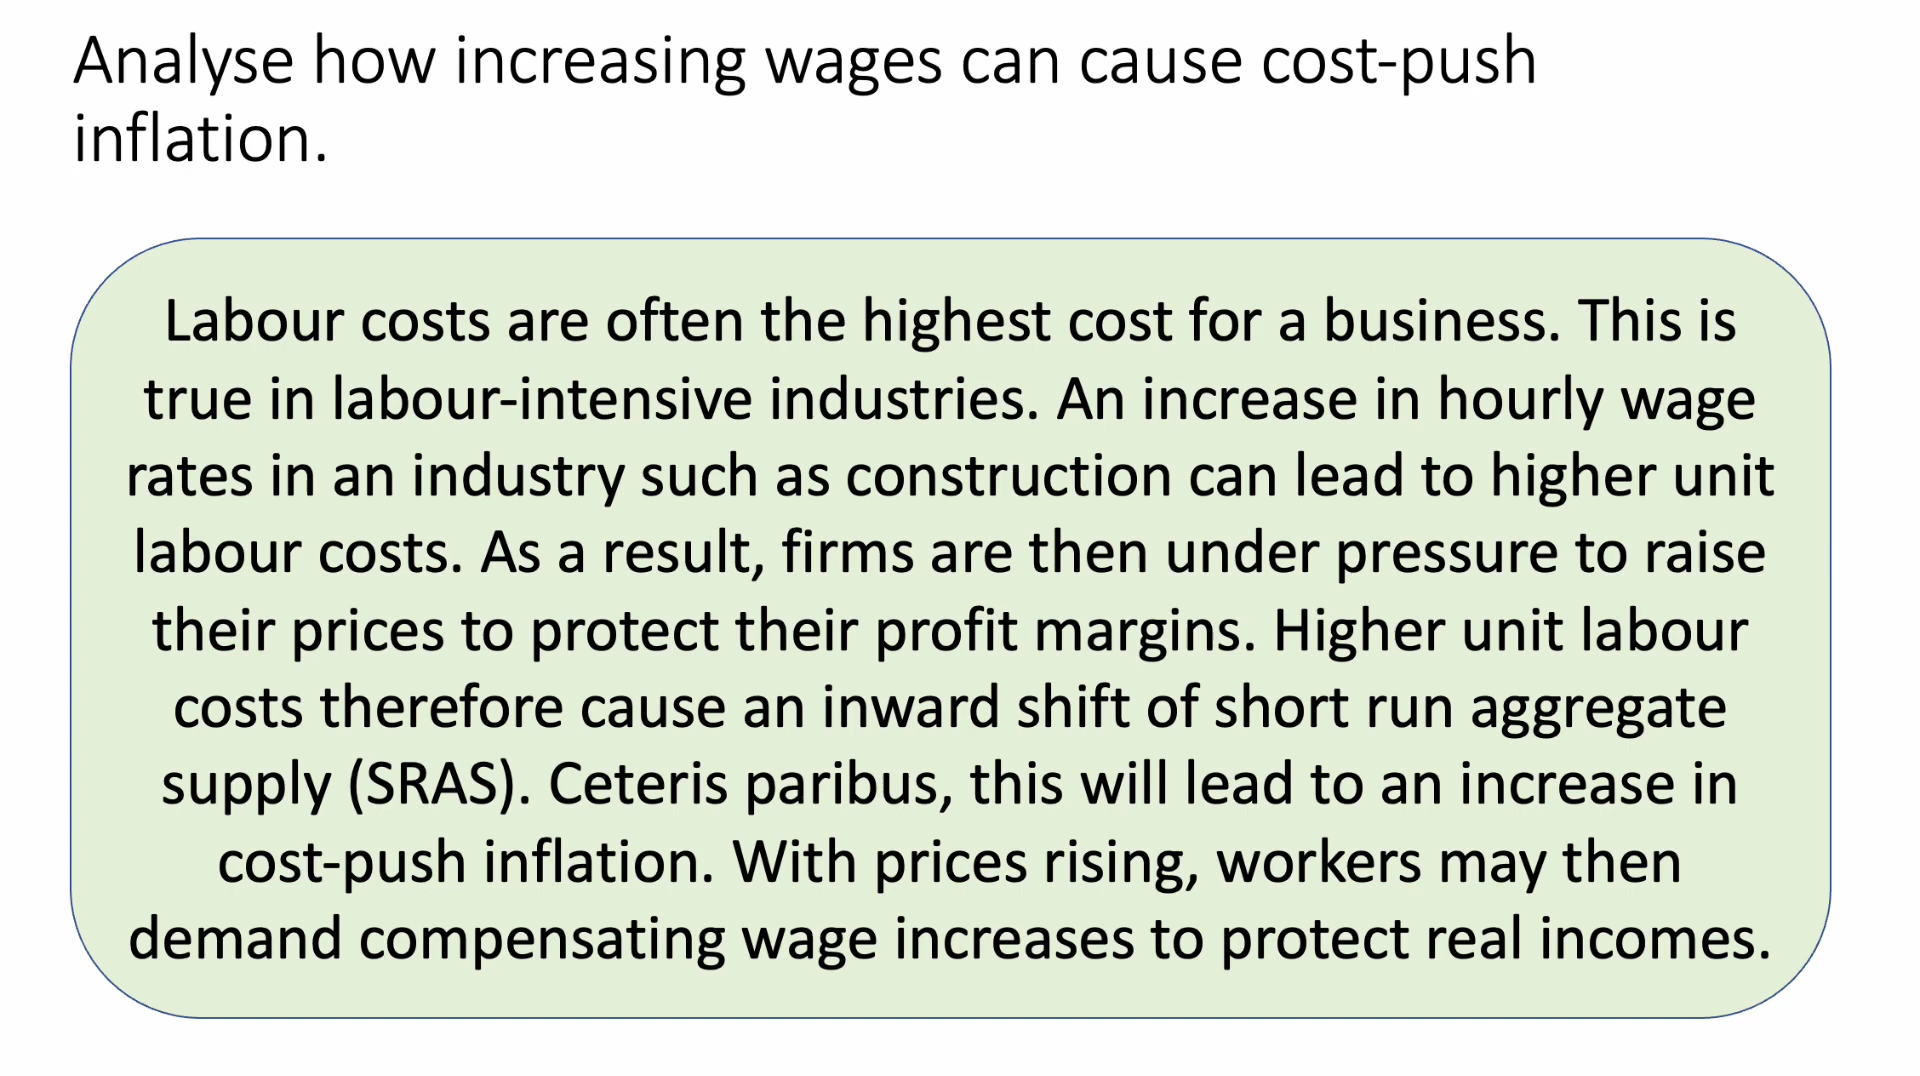 Analyse how increasing wages can cause cost-push
inflation.
Labour costs are often the highest cost for a business. This is
true in labour-intensive industries. An increase in hourly wage
rates in an industry such as construction can lead to higher unit
labour costs. As a result, firms are then under pressure to raise
their prices to protect their profit margins. Higher unit labour
costs therefore cause an inward shift of short run aggregate
supply (SRAS). Ceteris paribus, this will lead to an increase in
cost-push inflation. With prices rising, workers may then
demand compensating wage increases to protect real incomes.